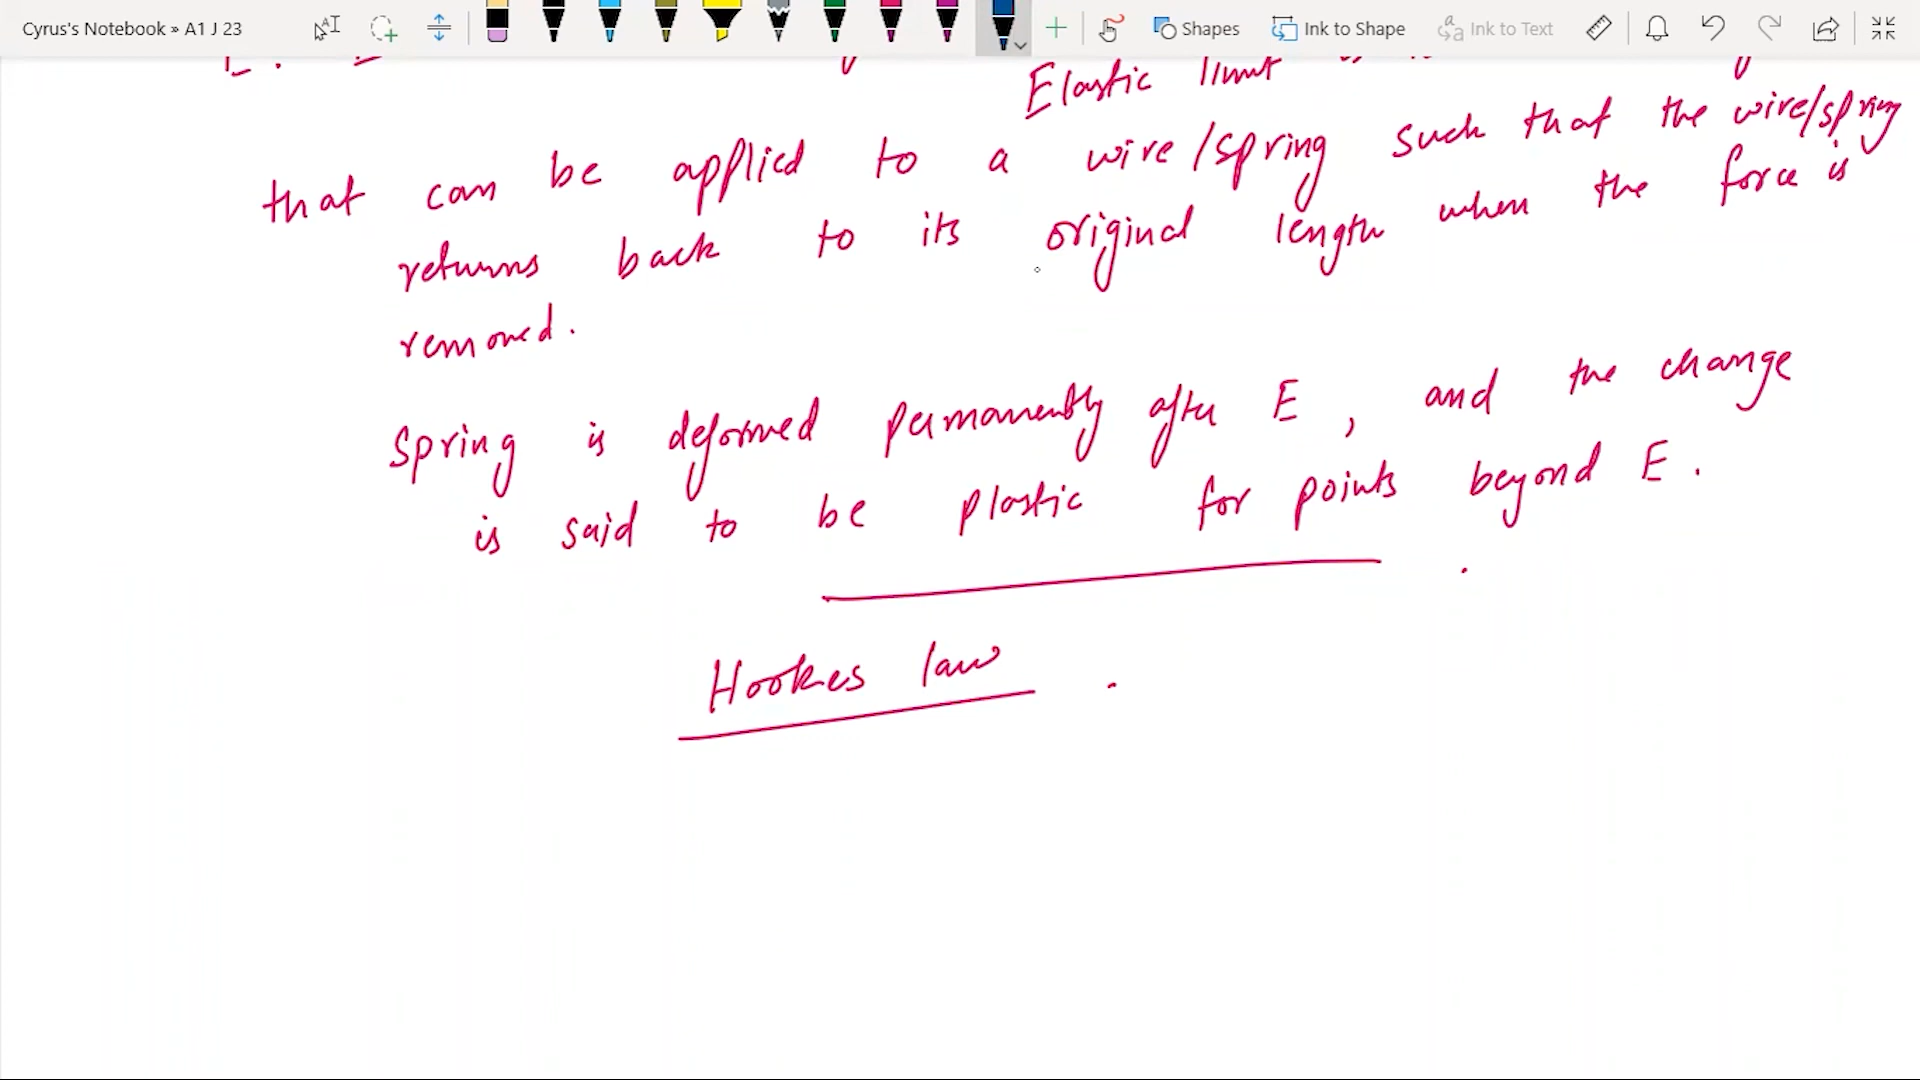 Cyrus's Notebook » A1 J 23
Shapes
Ink to Shape
Ink to Text
Elastic limit
that can be applied to a wire/spring such that the wire/spring
returns back to its original length when the force is
removed.
Spring is deformed permanently after E, and the change
is said to be plastic for points beyond E.
Hookes law